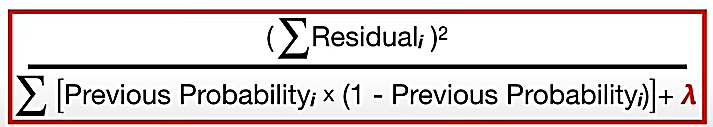 ( ∑Residualᵢ )²
∑ [Previous Probabilityᵢ × (1 - Previous Probabilityᵢ)]+ λ